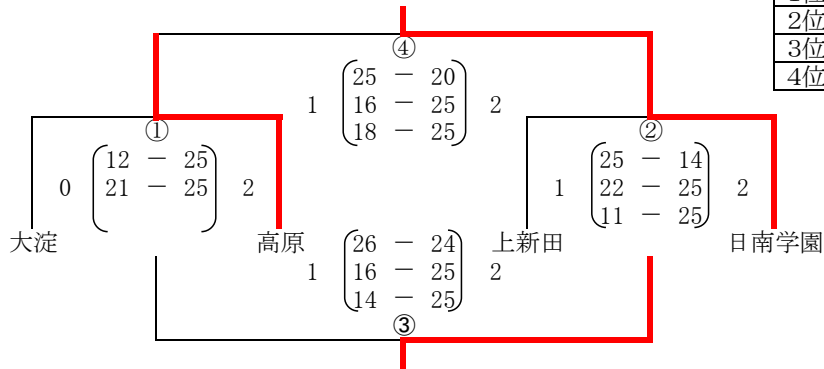 1位
2位
3位
4位
④
25 － 20
1 16 － 25 2
18 － 25
①
12 － 25
0 21 － 25 2
②
25 － 14
1 22 － 25 2
11 － 25
大淀 高原 上新田 日南学園
26 － 24
1 16 － 25 2
14 － 25
③